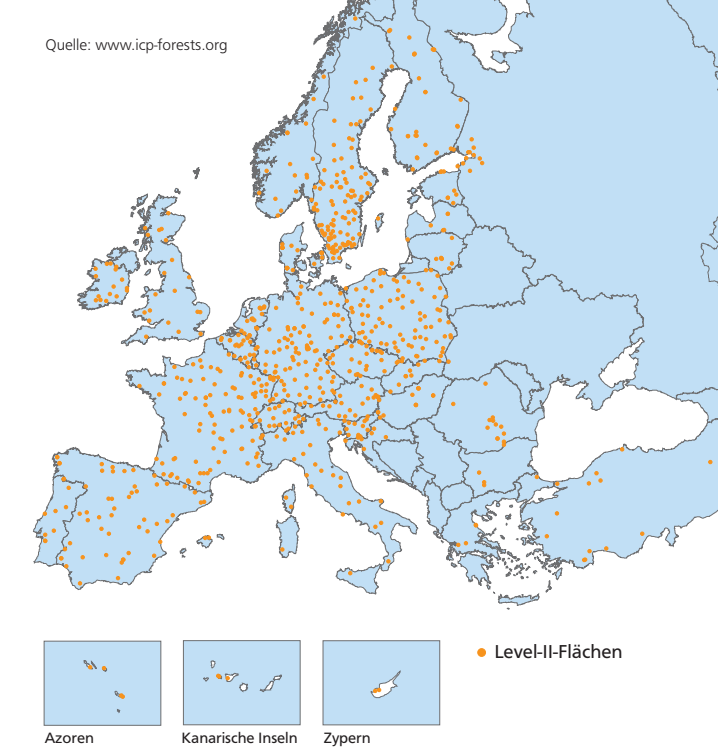 Quelle: www.icp-forests.org
Level-II-Flächen
Azoren
Kanarische Inseln
Zypern